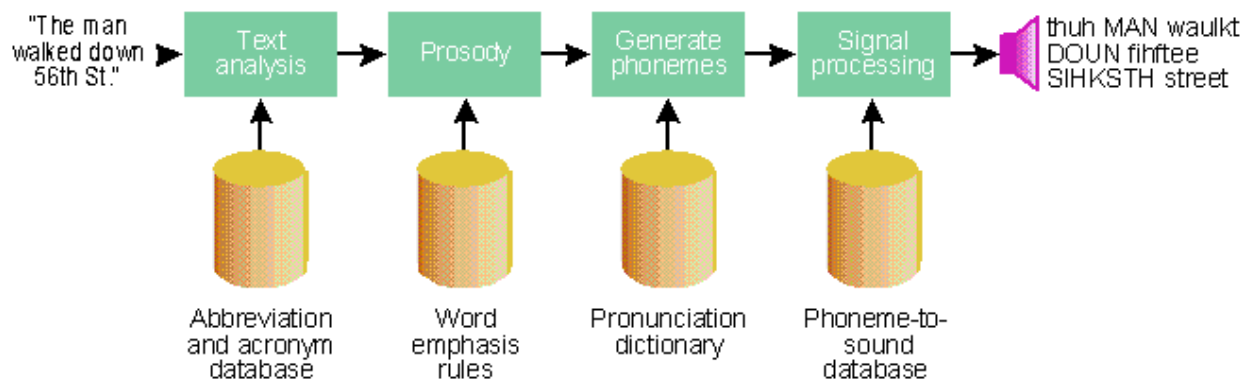 "The man
walked down
56th St."
Text
analysis
Prosody
Generate
phonemes
Signal
processing
thuh MAN waulkt
DOUN fihftee
SIHKSTH street
Abbreviation
and acronym
database
Word
emphasis
rules
Pronunciation
dictionary
Phoneme-to-
sound
database